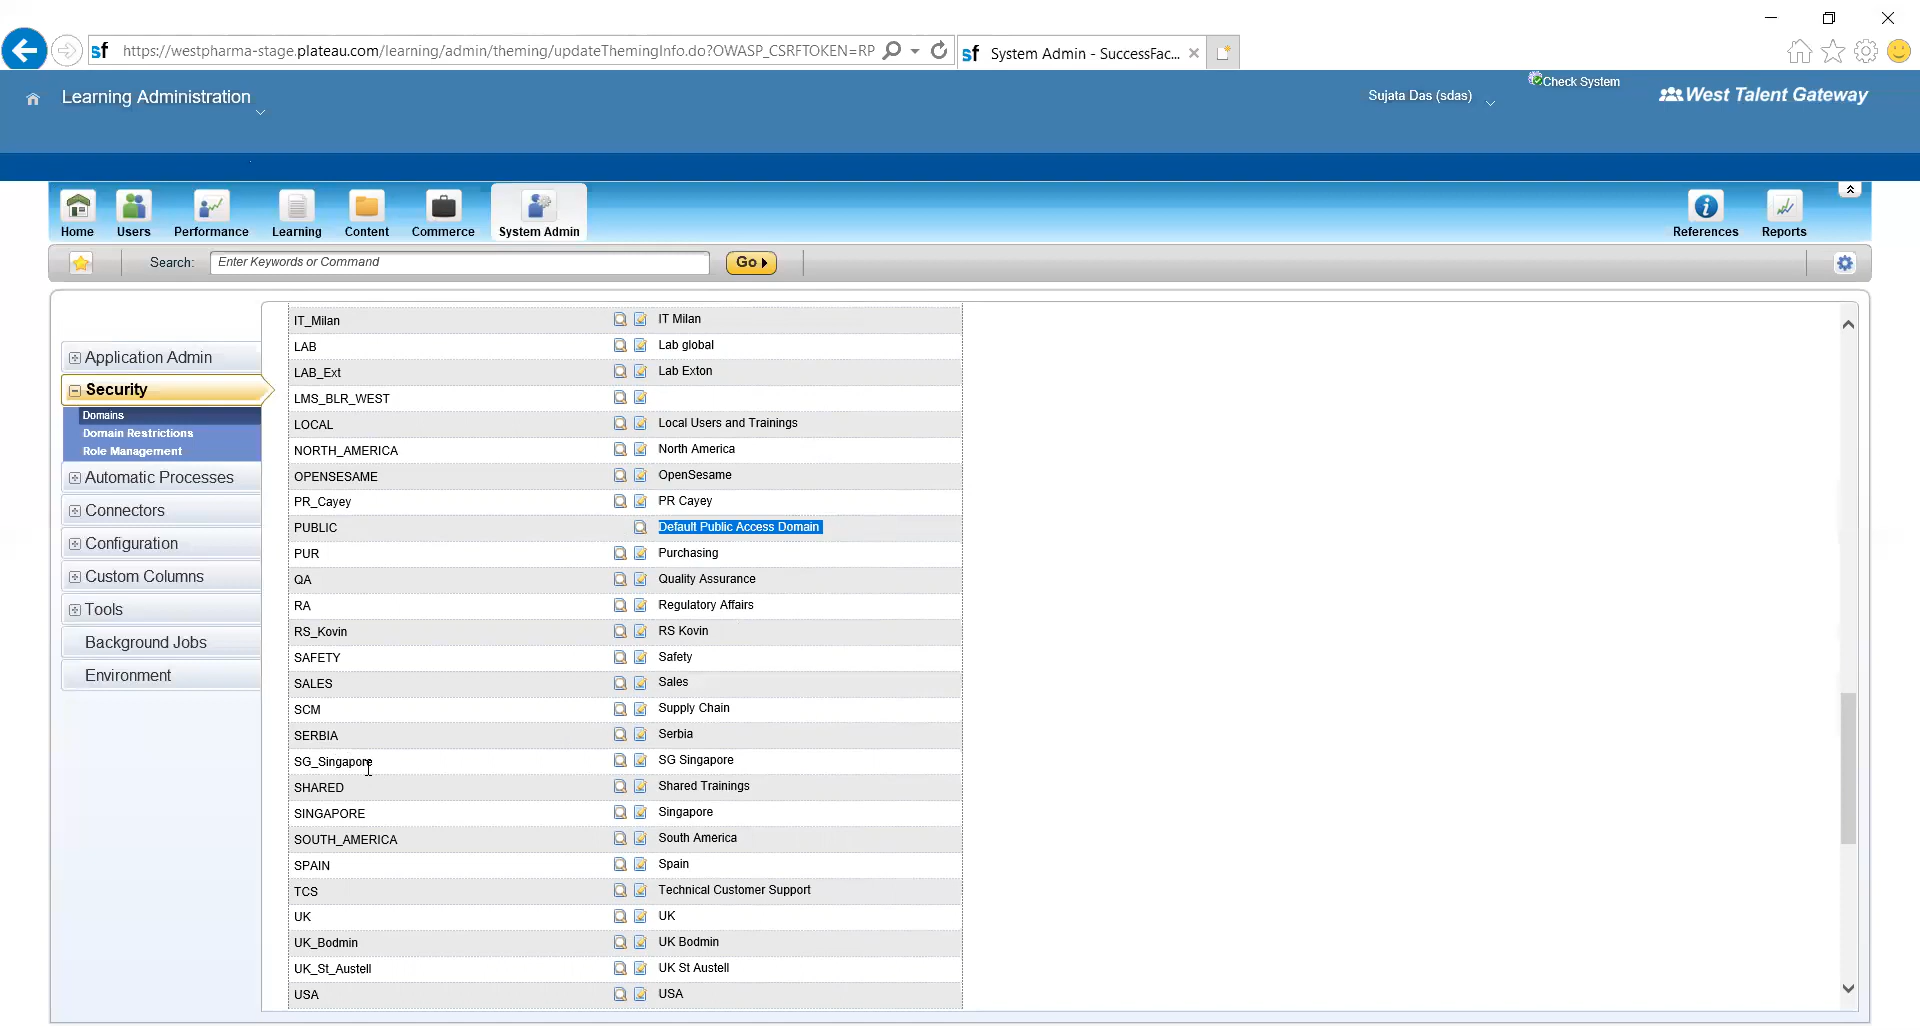 https://westpharma-stage.plateau.com/learning/admin/theming/updateThemingInfo.do?OWASP_CSRFTOKEN=RP
System Admin - SuccessFac...
Learning Administration
Sujata Das (sdas)
Check System
West Talent Gateway
Home
Users
Performance
Learning
Content
Commerce
System Admin
References
Reports
Search:
Enter Keywords or Command
Go
Application Admin
Security
Domains
Domain Restrictions
Role Management
Automatic Processes
Connectors
Configuration
Custom Columns
Tools
Background Jobs
Environment
IT_Milan IT Milan
LAB Lab global
LAB_Ext Lab Exton
LMS_BLR_WEST
LOCAL Local Users and Trainings
NORTH_AMERICA North America
OPENSESAME OpenSesame
PR_Cayey PR Cayey
PUBLIC Default Public Access Domain
PUR Purchasing
QA Quality Assurance
RA Regulatory Affairs
RS_Kovin RS Kovin
SAFETY Safety
SALES Sales
SCM Supply Chain
SERBIA Serbia
SG_Singapore SG Singapore
SHARED Shared Trainings
SINGAPORE Singapore
SOUTH_AMERICA South America
SPAIN Spain
TCS Technical Customer Support
UK UK
UK_Bodmin UK Bodmin
UK_St_Austell UK St Austell
USA USA